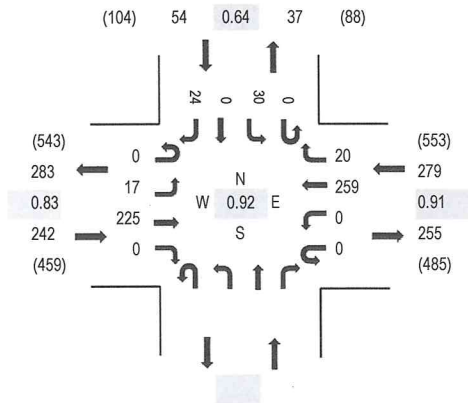 (104) 54 0.64 37 (88)
24 0 30 0
(543) 0 20 (553)
283 279
17 N 259
0.83 W 0.92 E 0.91
225 0
242 S 255
0 0
(459) (485)